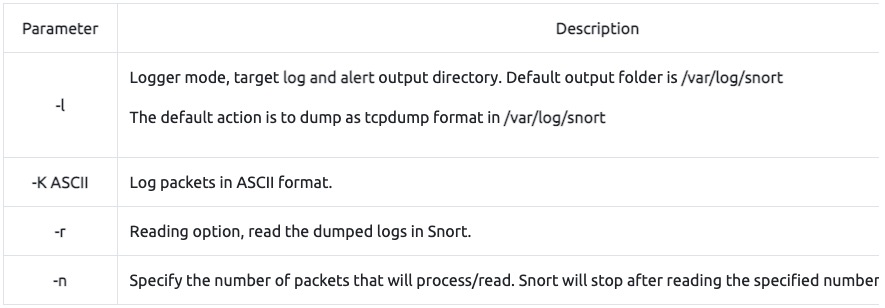 Parameter Description
-l
Logger mode, target log and alert output directory. Default output folder is /var/log/snort
The default action is to dump as tcpdump format in /var/log/snort
-K ASCII Log packets in ASCII format.
-r Reading option, read the dumped logs in Snort.
-n Specify the number of packets that will process/read. Snort will stop after reading the specified number